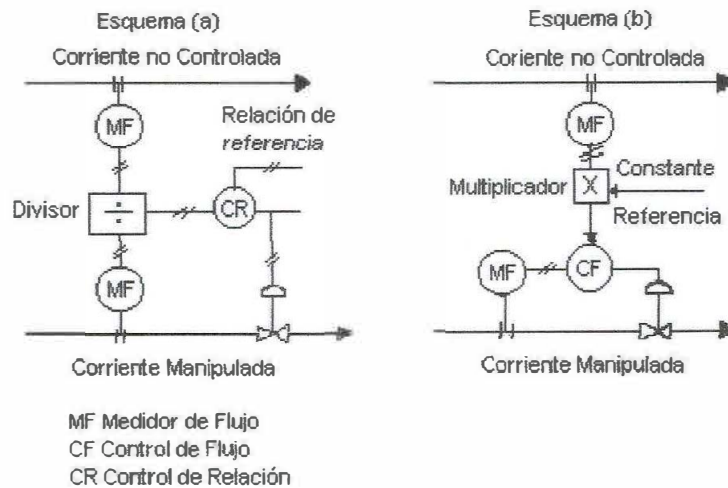 Esquema (a)
Corriente no Controlada
MF
Relación de
referencia
Divisor
÷
CR
MF
Corriente Manipulada
MF Medidor de Flujo
CF Control de Flujo
CR Control de Relación
Esquema (b)
Coriente no Controlada
MF
Constante
Multiplicador
X
Referencia
MF
CF
Corriente Manipulada